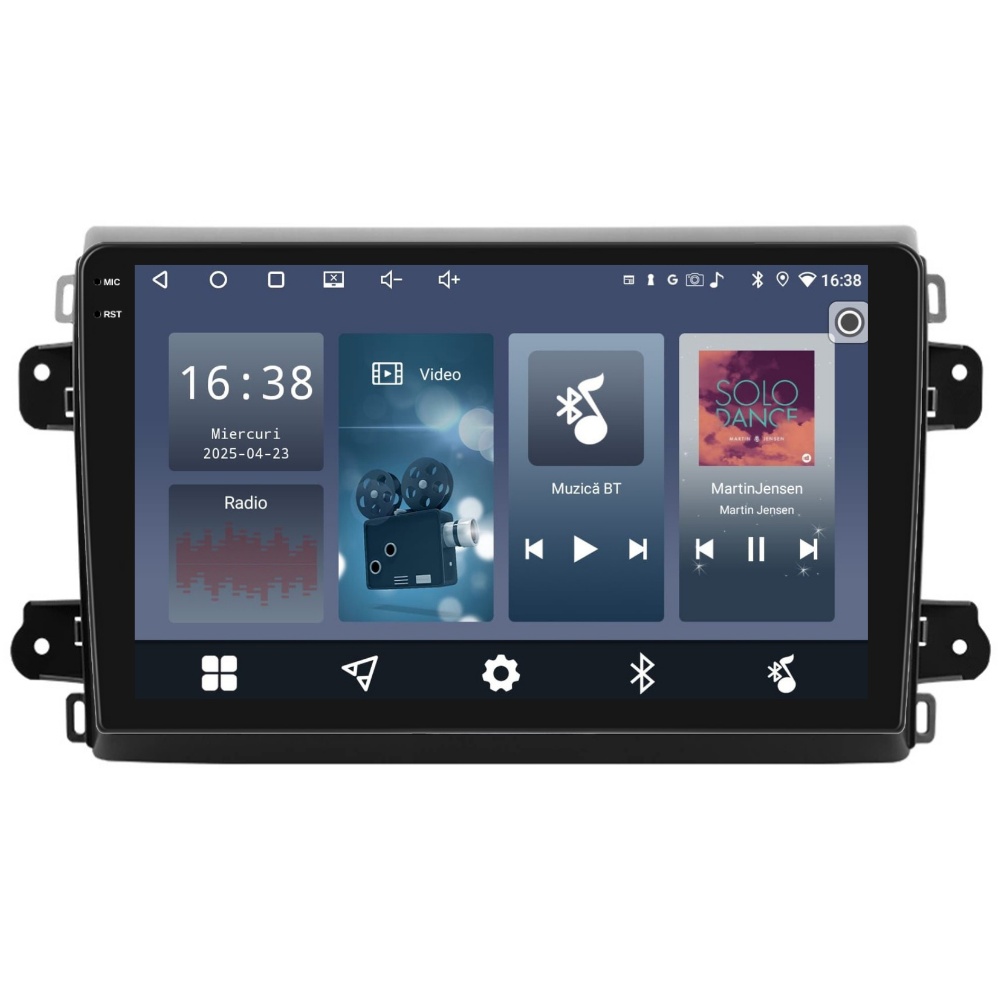 MIC
RST
16:38
16:38
Miercuri
2025-04-23
Radio
Video
Muzică BT
SOLO
DANCE
MARTIN JENSEN
MartinJensen
Martin Jensen